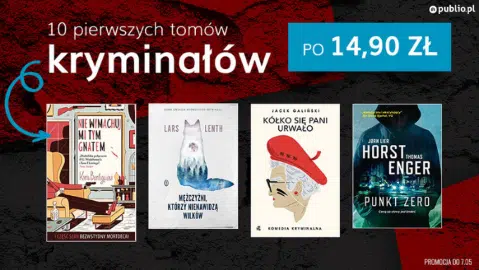 publio.pl
10 pierwszych tomów
kryminałów
PO 14,90 ZŁ
NIE WYMACHUJ
MI TYM
GNATEM
LARS LENTH
MĘŻCZYŹNI,
KTÓRZY NIENAWIDZĄ
WILKÓW
JACEK GALIŃSKI
KÓŁKO SIĘ PANI
URWAŁO
KOMEDIA KRYMINALNA
JØRN LIER
HORST
THOMAS
ENGER
PUNKT ZERO
PROMOCJA DO 7.05